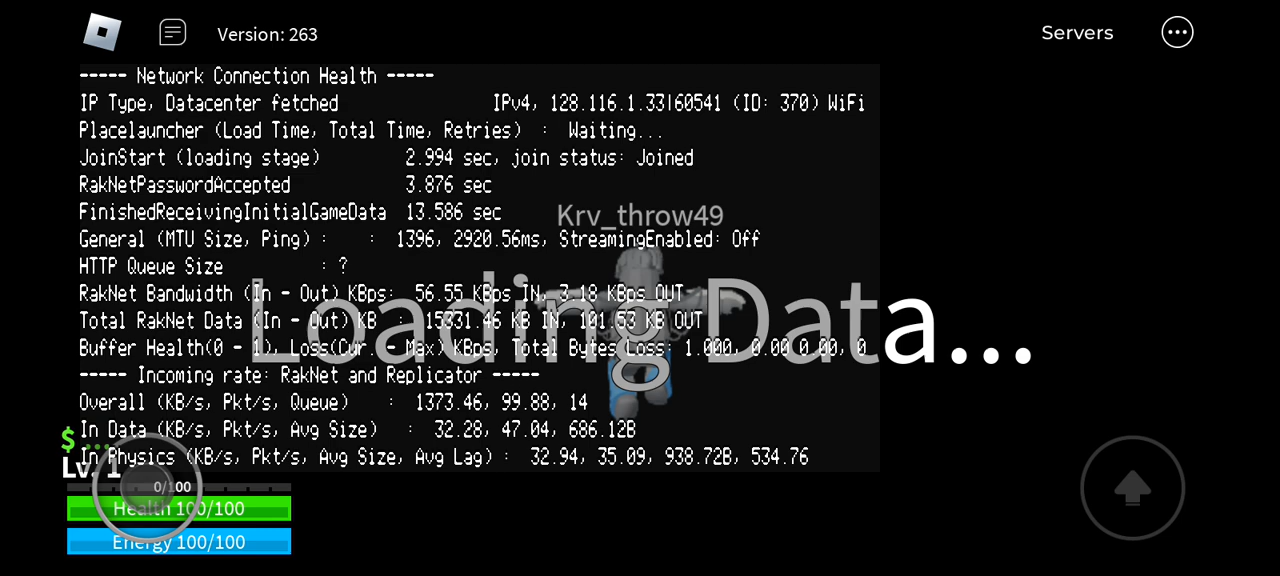 Version: 263
Servers
----- Network Connection Health -----
IP Type, Datacenter fetched IPv4, 128.116.1.33|60541 (ID: 370) WiFi
Placelauncher (Load Time, Total Time, Retries) : Waiting...
JoinStart (loading stage) 2.994 sec, join status: Joined
RakNetPasswordAccepted 3.876 sec
FinishedReceivingInitialGameData 13.586 sec
Krv_throw49
General (MTU Size, Ping) : : 1396, 2920.56ms, StreamingEnabled: Off
HTTP Queue Size : ?
RakNet Bandwidth (In - Out) KBps: 56.55 KBps IN, 3.18 KBps OUT
Loading Data...
Total RakNet Data (In - Out) KB : 15331.46 KB IN, 101.53 KB OUT
Buffer Health(0 - 1), Loss(Cur. - Max) KBps, Total Bytes Loss: 1.000, 0.00 0.00, 0
----- Incoming rate: RakNet and Replicator -----
Overall (KB/s, Pkt/s, Queue) : 1373.46, 99.88, 14
In Data (KB/s, Pkt/s, Avg Size) : 32.28, 47.04, 686.12B
$ ...
In Physics (KB/s, Pkt/s, Avg Size, Avg Lag) : 32.94, 35.09, 938.72B, 534.76
Lv. 1
0/100
Health 100/100
Energy 100/100